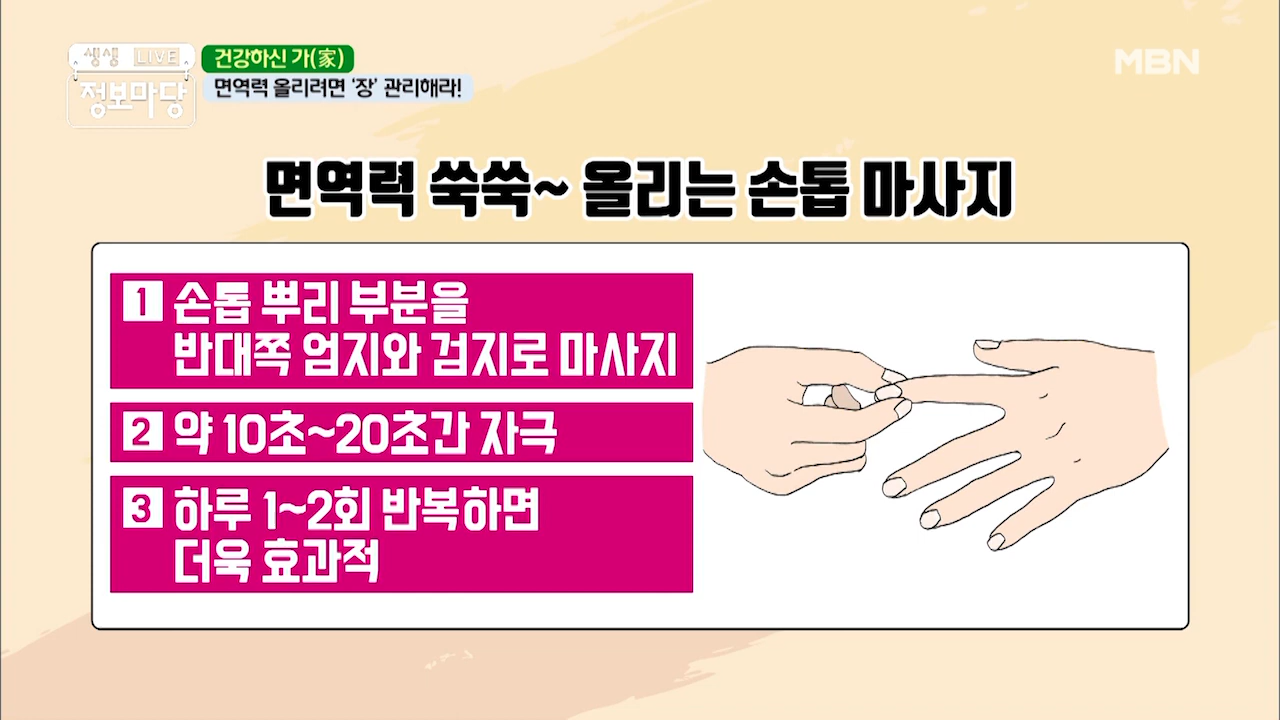 생생 LIVE
정보마당
건강하신 가(家)
면역력 올리려면 '장' 관리해라!
MBN
면역력 쑥쑥~ 올리는 손톱 마사지
1 손톱 뿌리 부분을
반대쪽 엄지와 검지로 마사지
2 약 10초~20초간 자극
3 하루 1~2회 반복하면
더욱 효과적